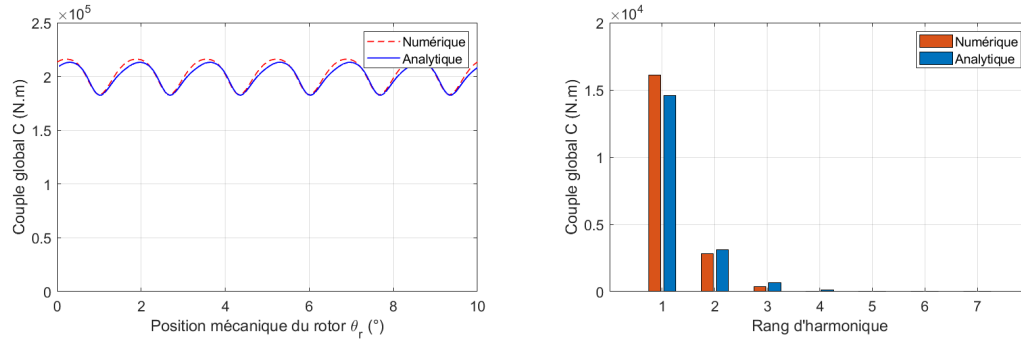 ×10⁵
2.5
2
1.5
1
0.5
0
0 2 4 6 8 10
Couple global C (N.m)
Position mécanique du rotor θr (°)
Numérique
Analytique
×10⁴
2
1.5
1
0.5
0
1 2 3 4 5 6 7
Couple global C (N.m)
Rang d'harmonique
Numérique
Analytique